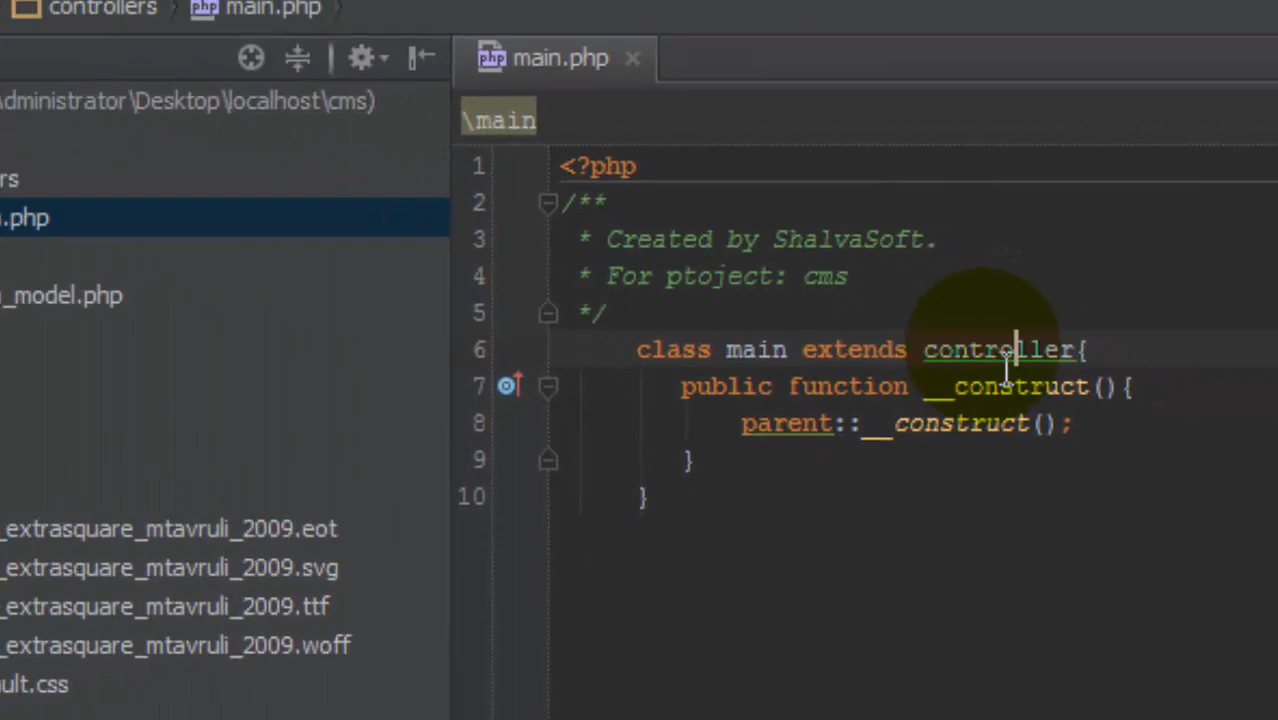 controllers main.php
main.php
dministrator\Desktop\localhost\cms)
\main
rs
.php
_model.php
_extrasquare_mtavruli_2009.eot
_extrasquare_mtavruli_2009.svg
_extrasquare_mtavruli_2009.ttf
_extrasquare_mtavruli_2009.woff
ult.css
1 <?php
2 /**
3 * Created by ShalvaSoft.
4 * For ptoject: cms
5 */
6 class main extends controller{
7 public function __construct(){
8 parent::__construct();
9 }
10 }